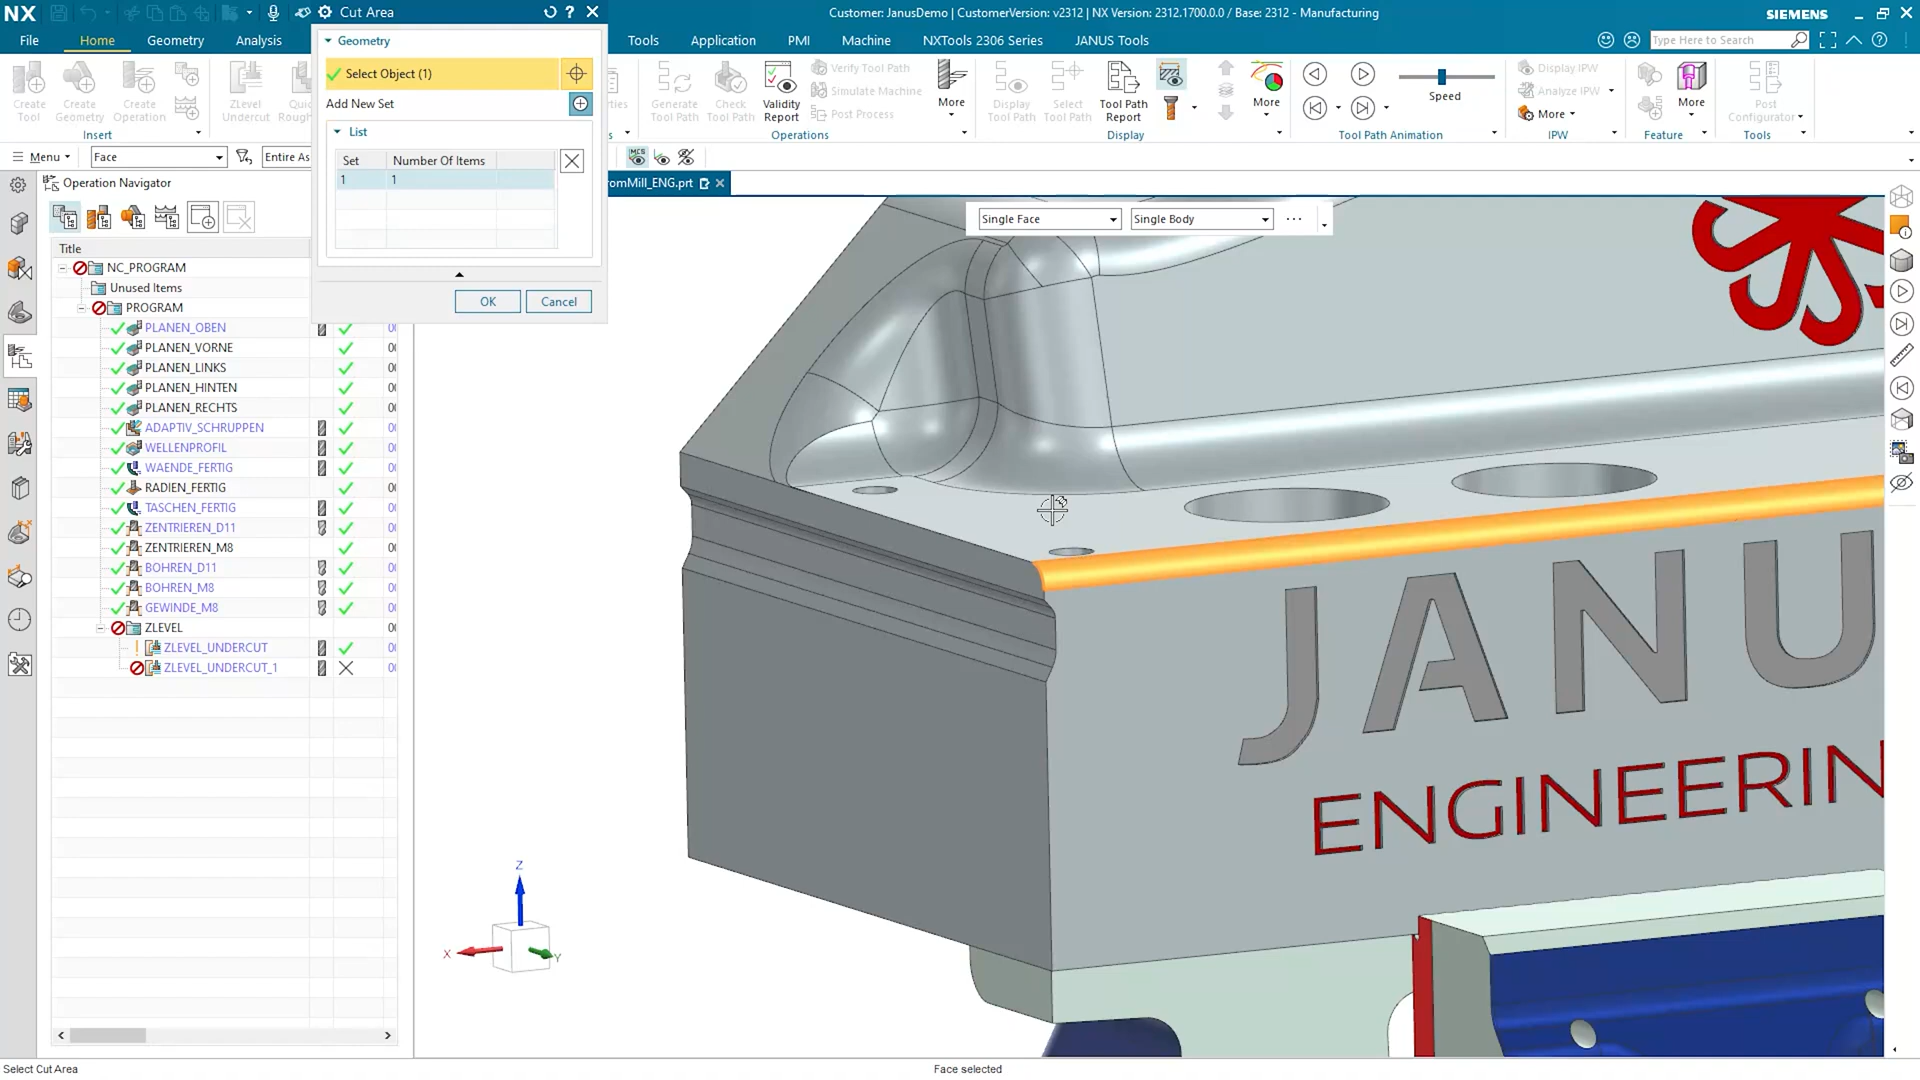 NX
Cut Area
Customer: JanusDemo | CustomerVersion: v2312 | NX Version: 2312.1700.0.0 / Base: 2312 - Manufacturing
SIEMENS
File
Home
Geometry
Analysis
Tools
Application
PMI
Machine
NXTools 2306 Series
JANUS Tools
Type Here to Search
Geometry
Select Object (1)
Add New Set
List
Set
Number Of Items
1
1
OK
Cancel
Create Tool
Create Geometry
Create Operation
ZLevel Undercut
Insert
Generate Tool Path
Check Tool Path
Validity Report
Verify Tool Path
Simulate Machine
Post Process
More
Operations
Display Tool Path
Select Tool Path
Tool Path Report
Display
More
Speed
Tool Path Animation
Display IPW
Analyze IPW
More
IPW
More
Feature
Post Configurator
Tools
Menu
Face
Entire As
Operation Navigator
romMill_ENG.prt
Single Face
Single Body
Title
NC_PROGRAM
Unused Items
PROGRAM
PLANEN_OBEN
PLANEN_VORNE
PLANEN_LINKS
PLANEN_HINTEN
PLANEN_RECHTS
ADAPTIV_SCHRUPPEN
WELLENPROFIL
WAENDE_FERTIG
RADIEN_FERTIG
TASCHEN_FERTIG
ZENTRIEREN_D11
ZENTRIEREN_M8
BOHREN_D11
BOHREN_M8
GEWINDE_M8
ZLEVEL
ZLEVEL_UNDERCUT
ZLEVEL_UNDERCUT_1
JANU
ENGINEERIN
Z
X
Y
Select Cut Area
Face selected